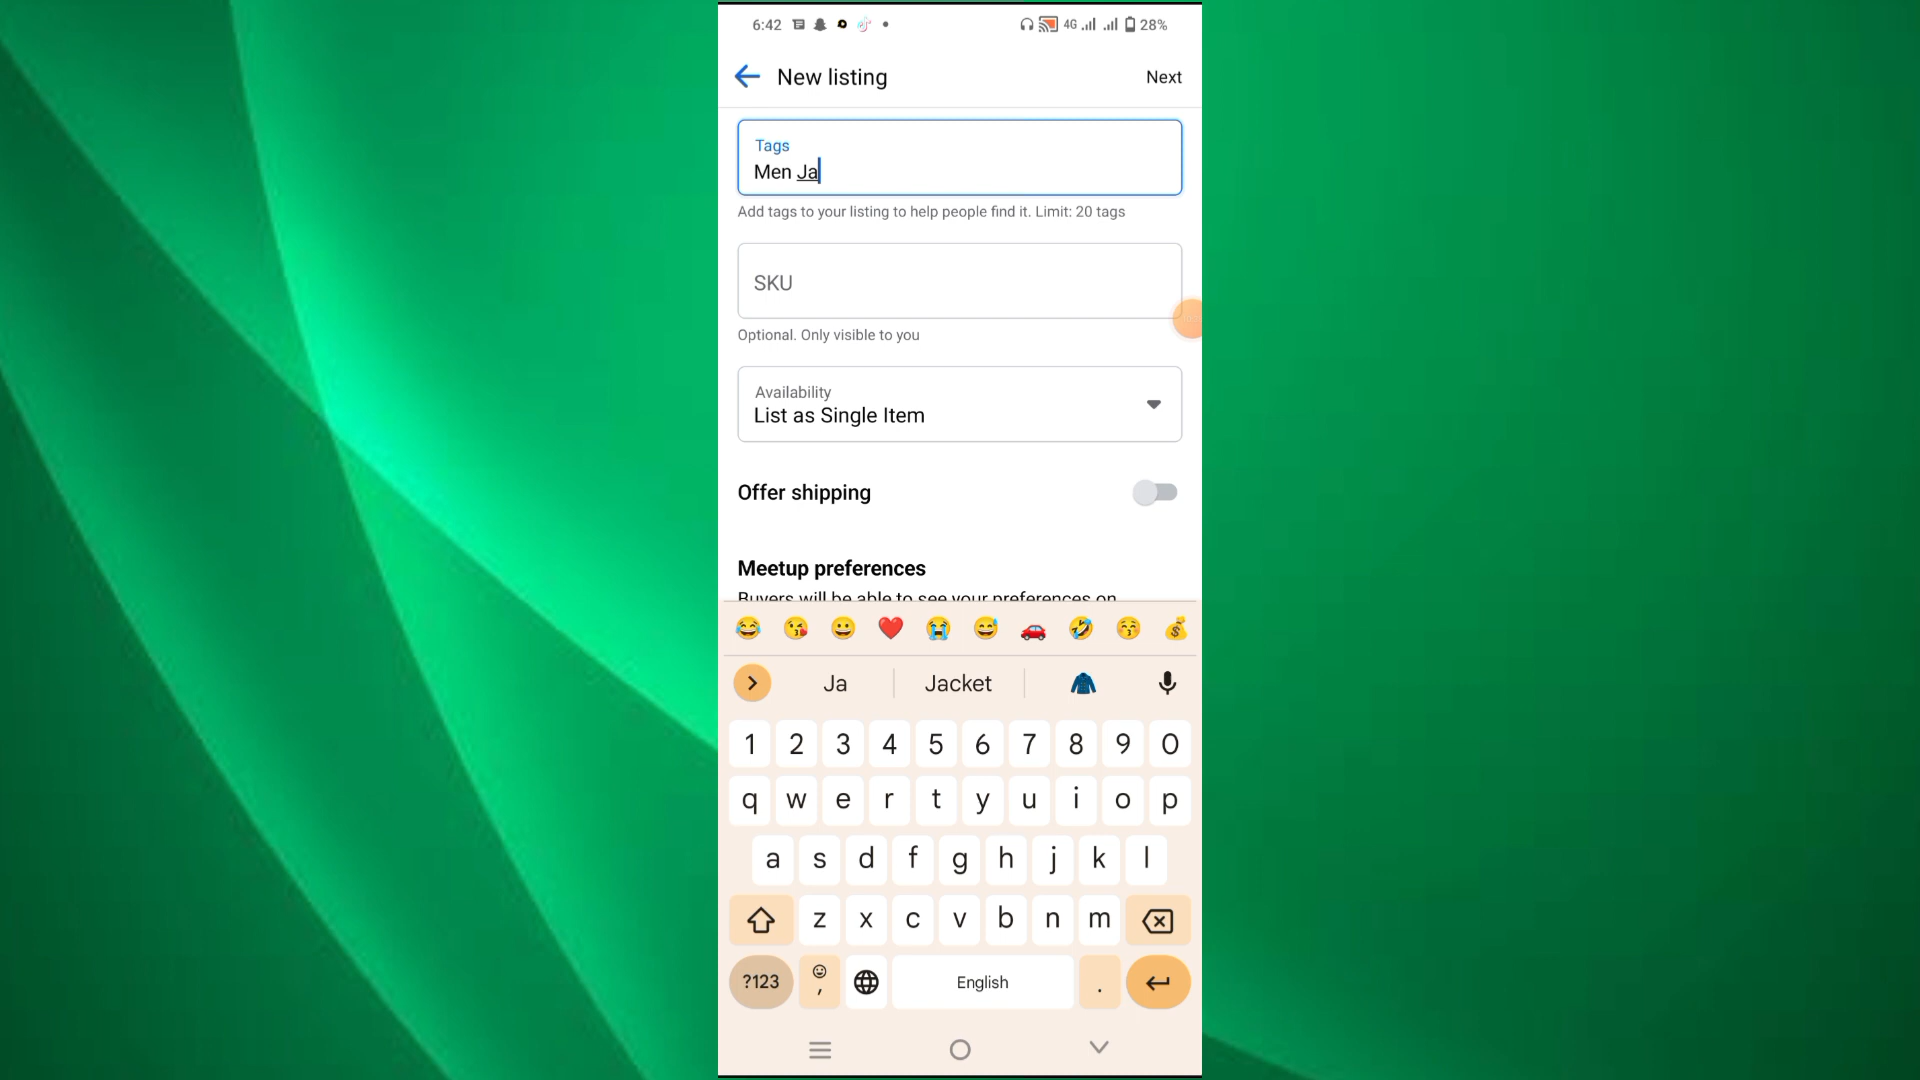 6:42 4G 28%
New listing Next
Tags
Men Ja
Add tags to your listing to help people find it. Limit: 20 tags
SKU
Optional. Only visible to you
Availability
List as Single Item
Offer shipping
Meetup preferences
Buyers will be able to see your preferences on
Ja Jacket
1 2 3 4 5 6 7 8 9 0
q w e r t y u i o p
a s d f g h j k l
z x c v b n m
?123 , English .